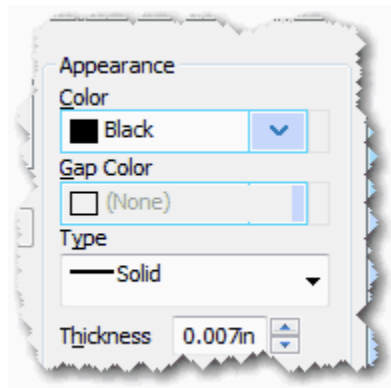 Appearance
Color
Black
Gap Color
(None)
Type
Solid
Thickness 0.007in